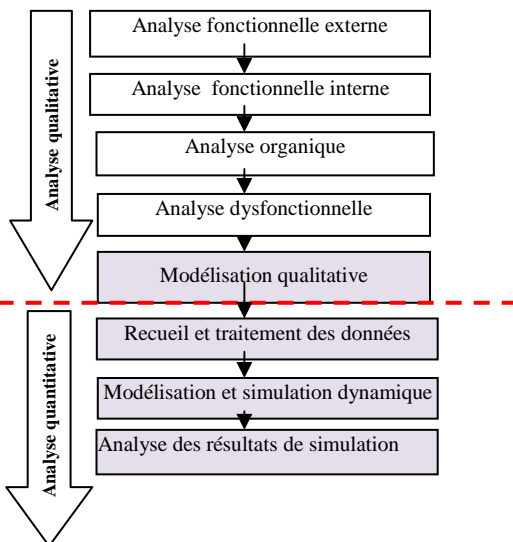 Analyse fonctionnelle externe
Analyse fonctionnelle interne
Analyse organique
Analyse dysfonctionnelle
Modélisation qualitative
Analyse qualitative
Recueil et traitement des données
Modélisation et simulation dynamique
Analyse des résultats de simulation
Analyse quantitative